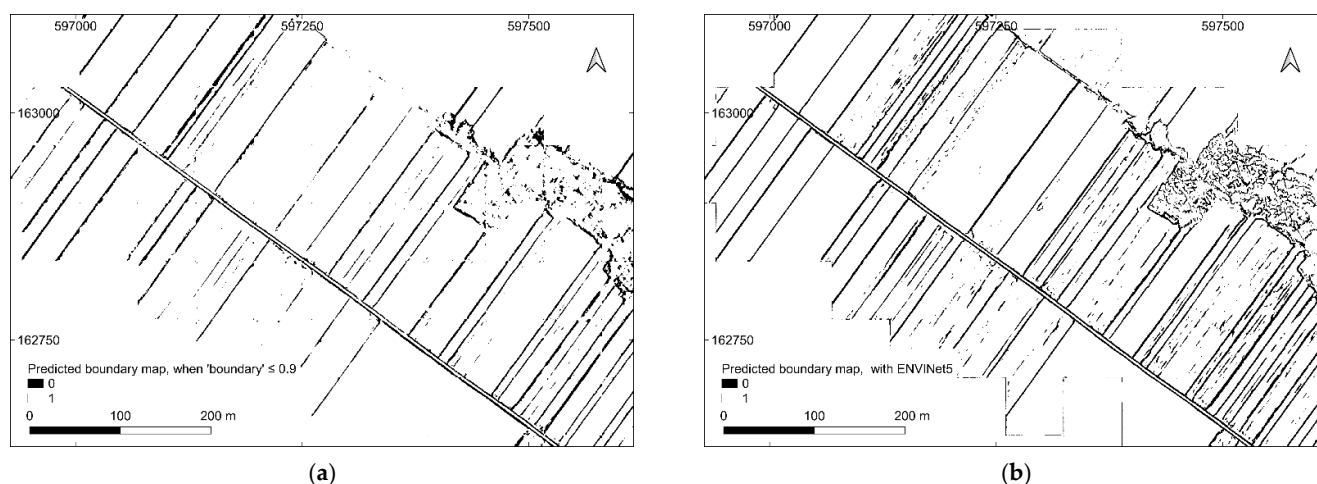 597000 597250 597500
163000
162750
Predicted boundary map, when 'boundary' ≤ 0.9
0
1
0 100 200 m
(a)
597000 597250 597500
163000
162750
Predicted boundary map, with ENVINet5
0
1
0 100 200 m
(b)